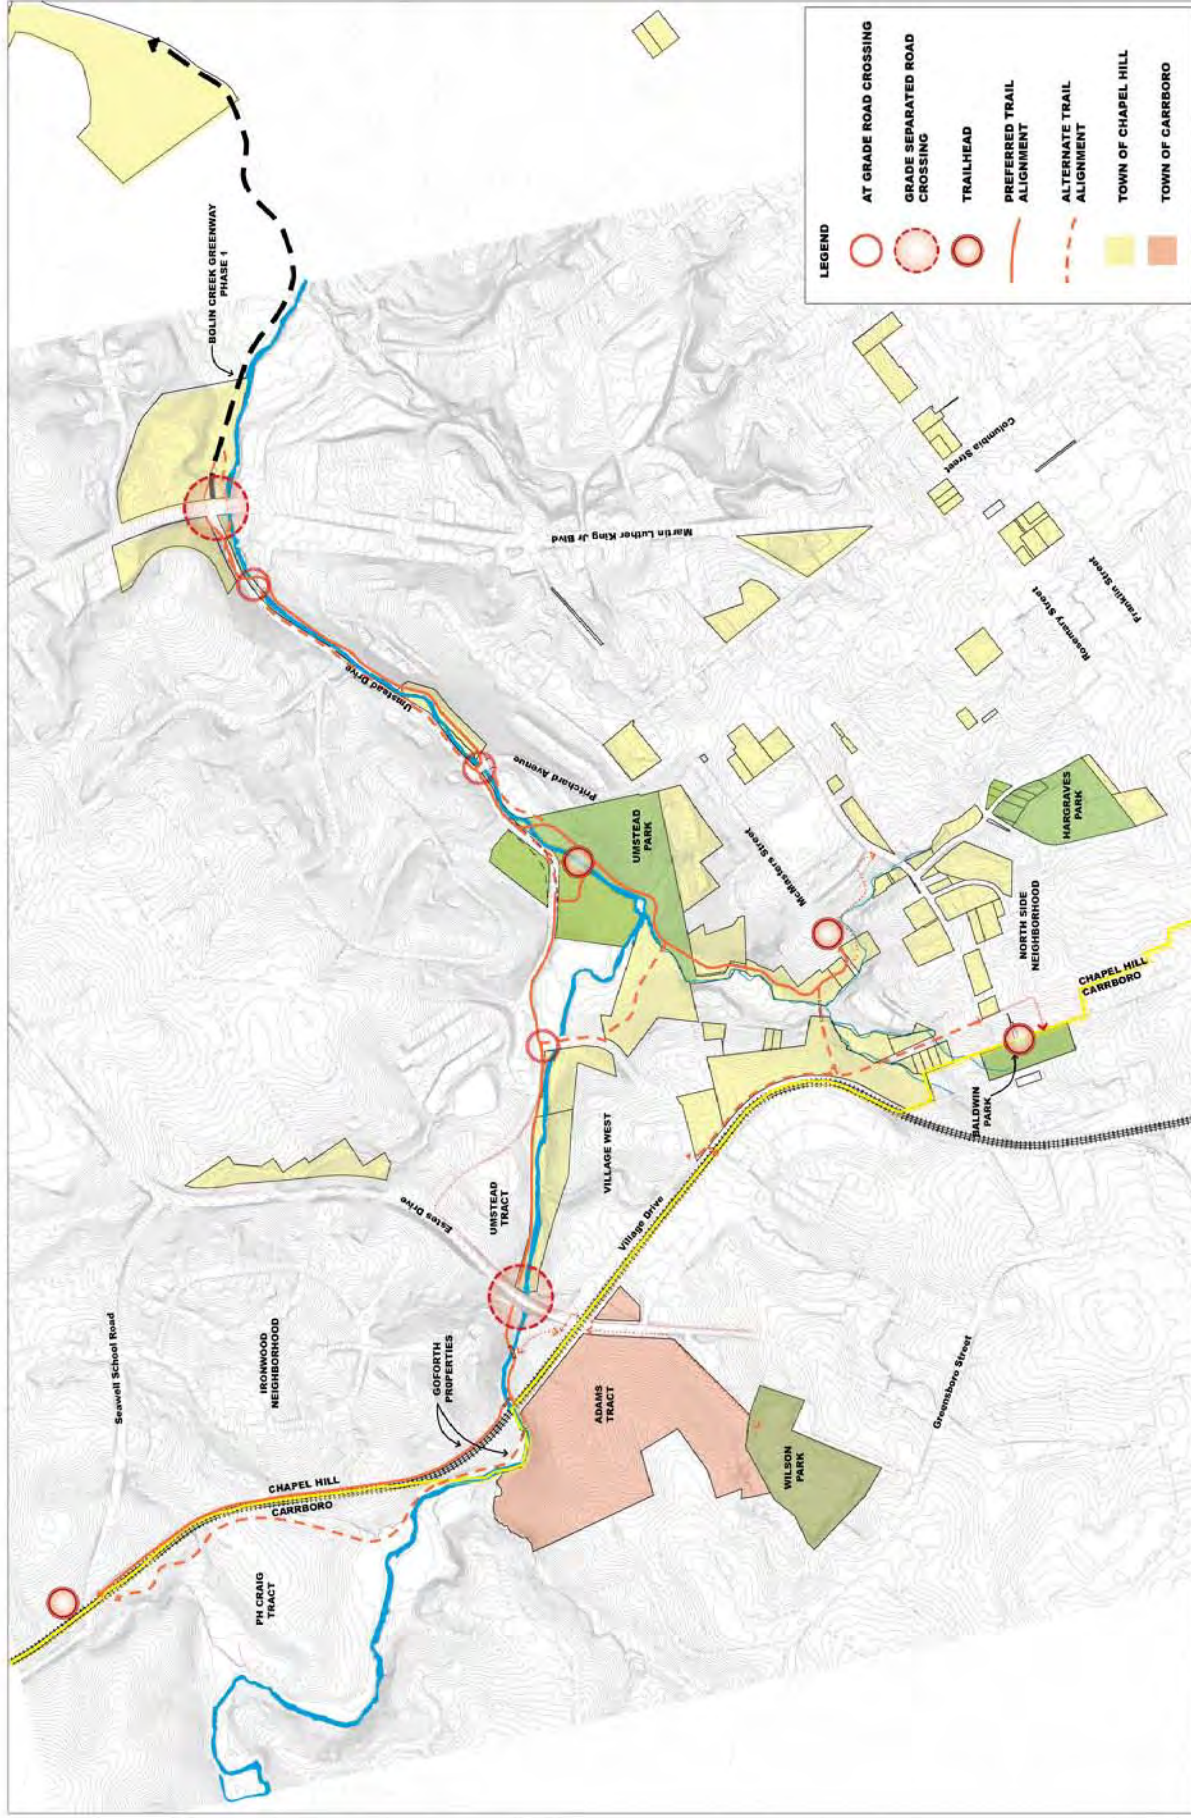 BOLIN CREEK GREENWAY
PHASE 1
LEGEND
AT GRADE ROAD CROSSING
GRADE SEPARATED ROAD
CROSSING
TRAILHEAD
PREFERRED TRAIL
ALIGNMENT
ALTERNATE TRAIL
ALIGNMENT
TOWN OF CHAPEL HILL
TOWN OF CARRBORO
Seawell School Road
IRONWOOD
NEIGHBORHOOD
CHAPEL HILL
CARRBORO
PH CRAIG
TRACT
GOFORTH
PROPERTIES
Estes Drive
UMSTEAD
TRACT
VILLAGE WEST
Village Drive
ADAMS
TRACT
WILSON
PARK
Greensboro Street
Umstead Drive
Pritchard Avenue
UMSTEAD
PARK
Martin Luther King Jr Blvd
McMasters Street
Columbia Street
Rosemary Street
Franklin Street
HARGRAVES
PARK
NORTH SIDE
NEIGHBORHOOD
CHAPEL HILL
CARRBORO
BALDWIN
PARK